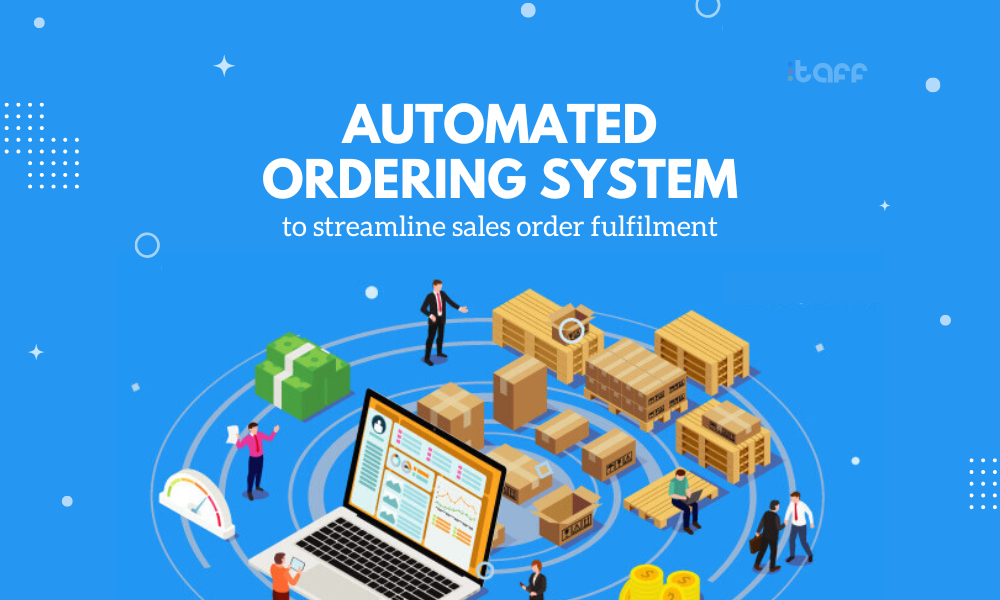 taff
AUTOMATED
ORDERING SYSTEM
to streamline sales order fulfilment